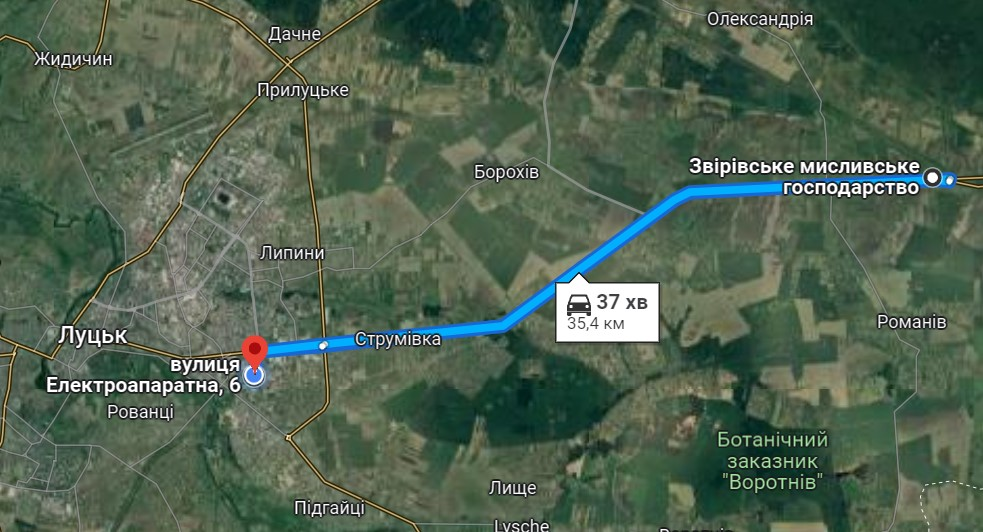 Олександрія
Дачне
Жидичин
Прилуцьке
Борохів
Звірівське мисливське
господарство
Липини
37 хв
35,4 км
Романів
Луцьк
Струмівка
вулиця
Електроапаратна, 6
Рованці
Ботанічний
заказник
"Воротнів"
Лище
Підгайці
Lysche